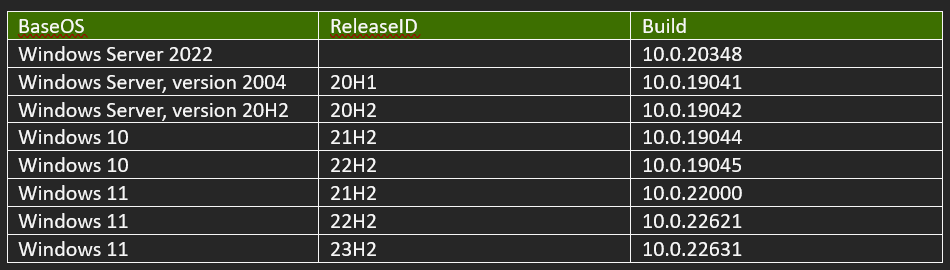 BaseOS ReleaseID Build
Windows Server 2022 10.0.20348
Windows Server, version 2004 20H1 10.0.19041
Windows Server, version 20H2 20H2 10.0.19042
Windows 10 21H2 10.0.19044
Windows 10 22H2 10.0.19045
Windows 11 21H2 10.0.22000
Windows 11 22H2 10.0.22621
Windows 11 23H2 10.0.22631